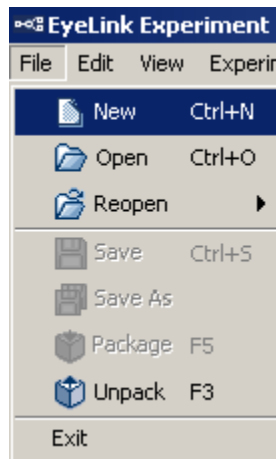 EyeLink Experiment
File Edit View
New Ctrl+N
Open Ctrl+O
Reopen
Save Ctrl+S
Save As
Package F5
Unpack F3
Exit